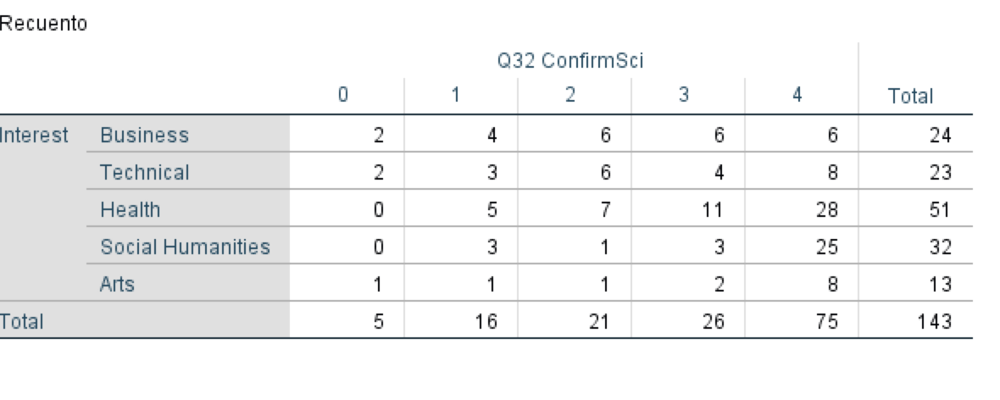 Recuento
Q32 ConfirmSci
0 1 2 3 4 Total
Interest Business 2 4 6 6 6 24
Technical 2 3 6 4 8 23
Health 0 5 7 11 28 51
Social Humanities 0 3 1 3 25 32
Arts 1 1 1 2 8 13
Total 5 16 21 26 75 143